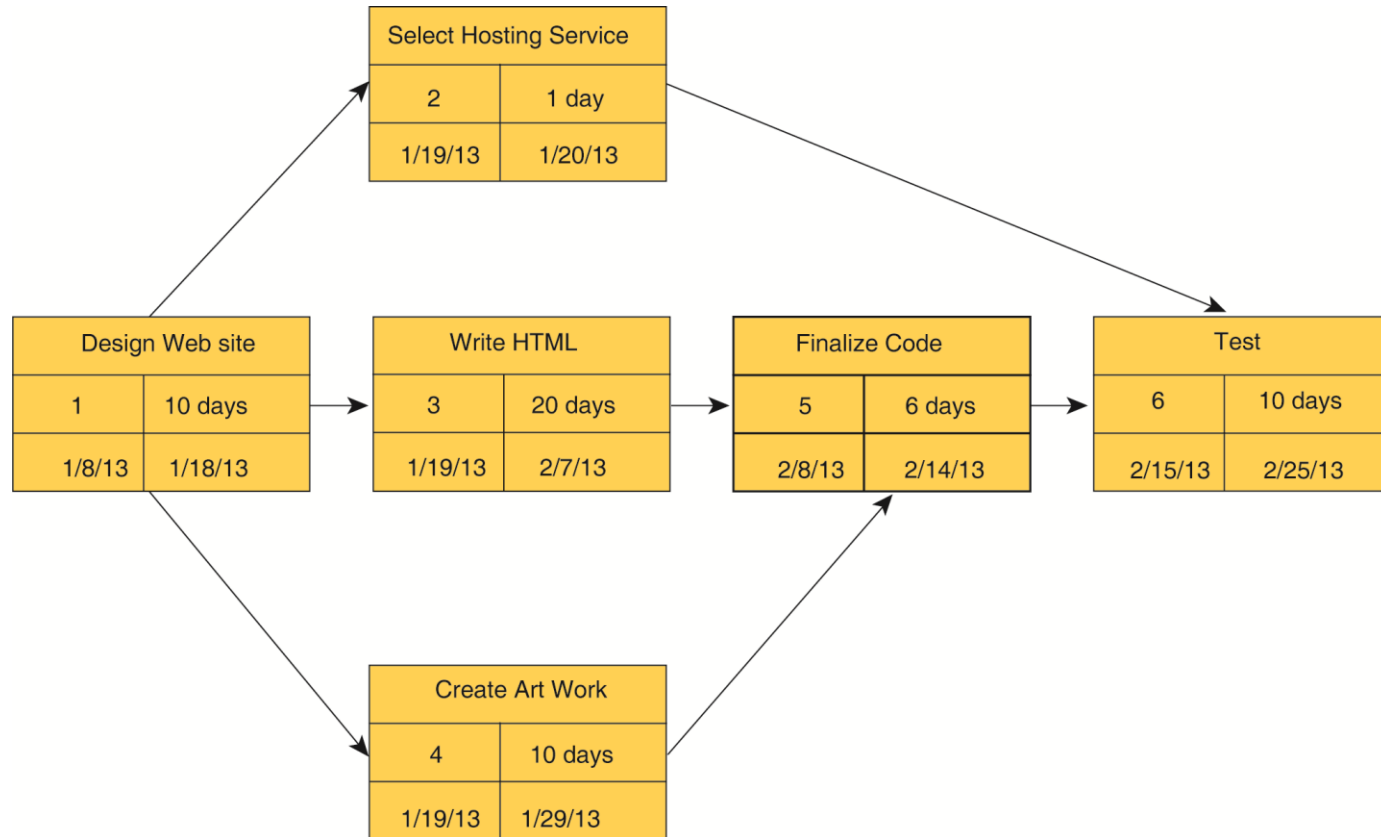 Select Hosting Service
2
1 day
1/19/13
1/20/13
Design Web site
1
10 days
1/8/13
1/18/13
Write HTML
3
20 days
1/19/13
2/7/13
Finalize Code
5
6 days
2/8/13
2/14/13
Test
6
10 days
2/15/13
2/25/13
Create Art Work
4
10 days
1/19/13
1/29/13